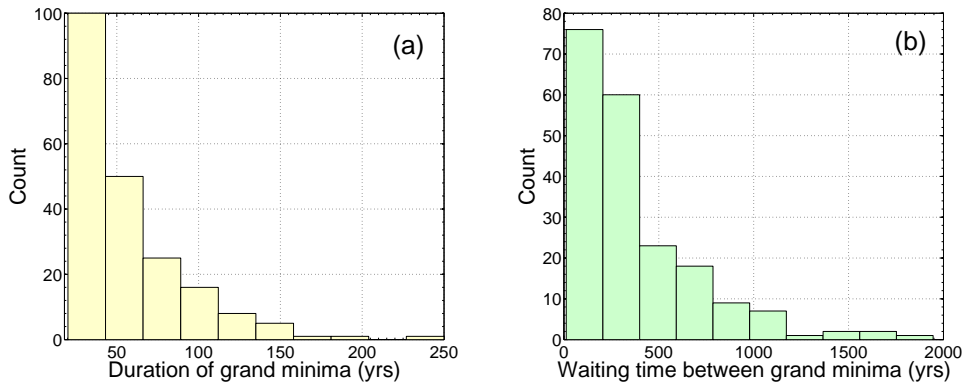 100
80
60
40
20
0
Count
(a)
50 100 150 200 250
Duration of grand minima (yrs)
80
70
60
50
40
30
20
10
0
Count
(b)
0 500 1000 1500 2000
Waiting time between grand minima (yrs)